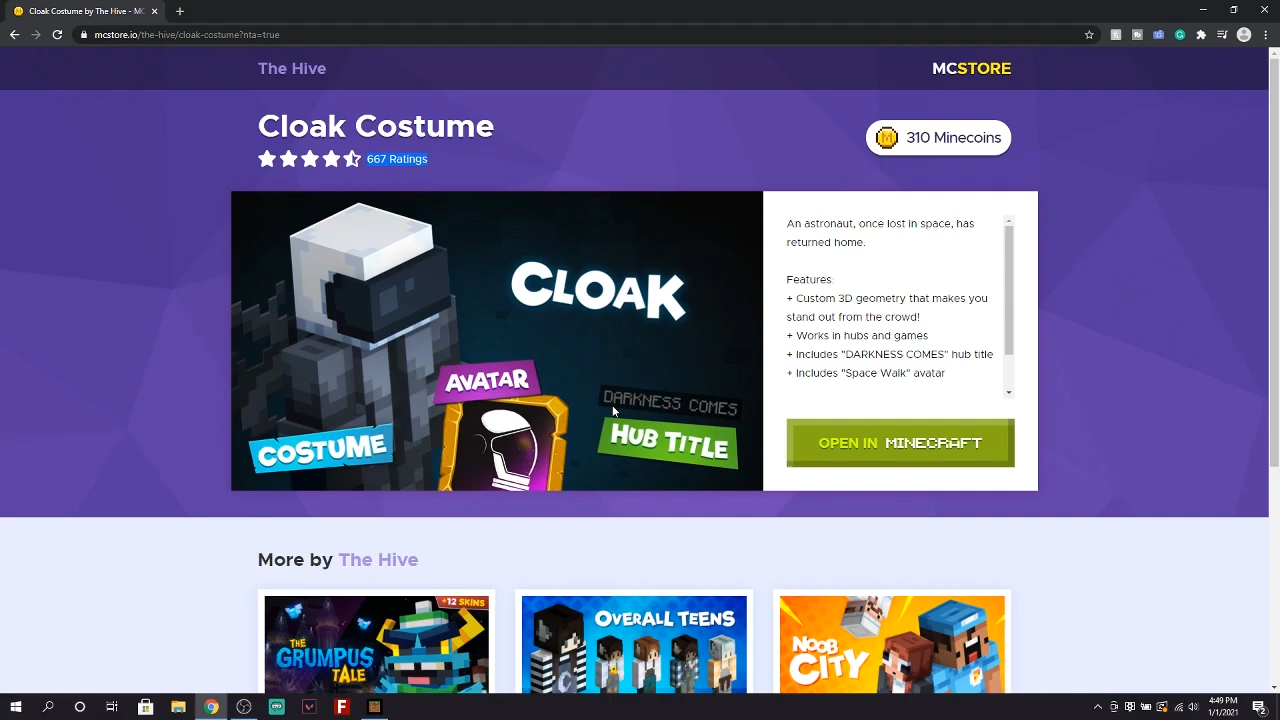 Cloak Costume by The Hive - MC
mcstore.io/the-hive/cloak-costume?nta=true
The Hive
MCSTORE
Cloak Costume
667 Ratings
310 Minecoins
CLOAK
AVATAR
COSTUME
DARKNESS COMES
HUB TITLE
An astronaut, once lost in space, has
returned home.
Features:
+ Custom 3D geometry that makes you
stand out from the crowd!
+ Works in hubs and games
+ Includes "DARKNESS COMES" hub title
+ Includes "Space Walk" avatar
OPEN IN MINECRAFT
More by The Hive
+12 SKINS
THE
GRUMPUS
TALE
OVERALL TEENS
NOOB
CITY
4:49 PM
1/1/2021
2